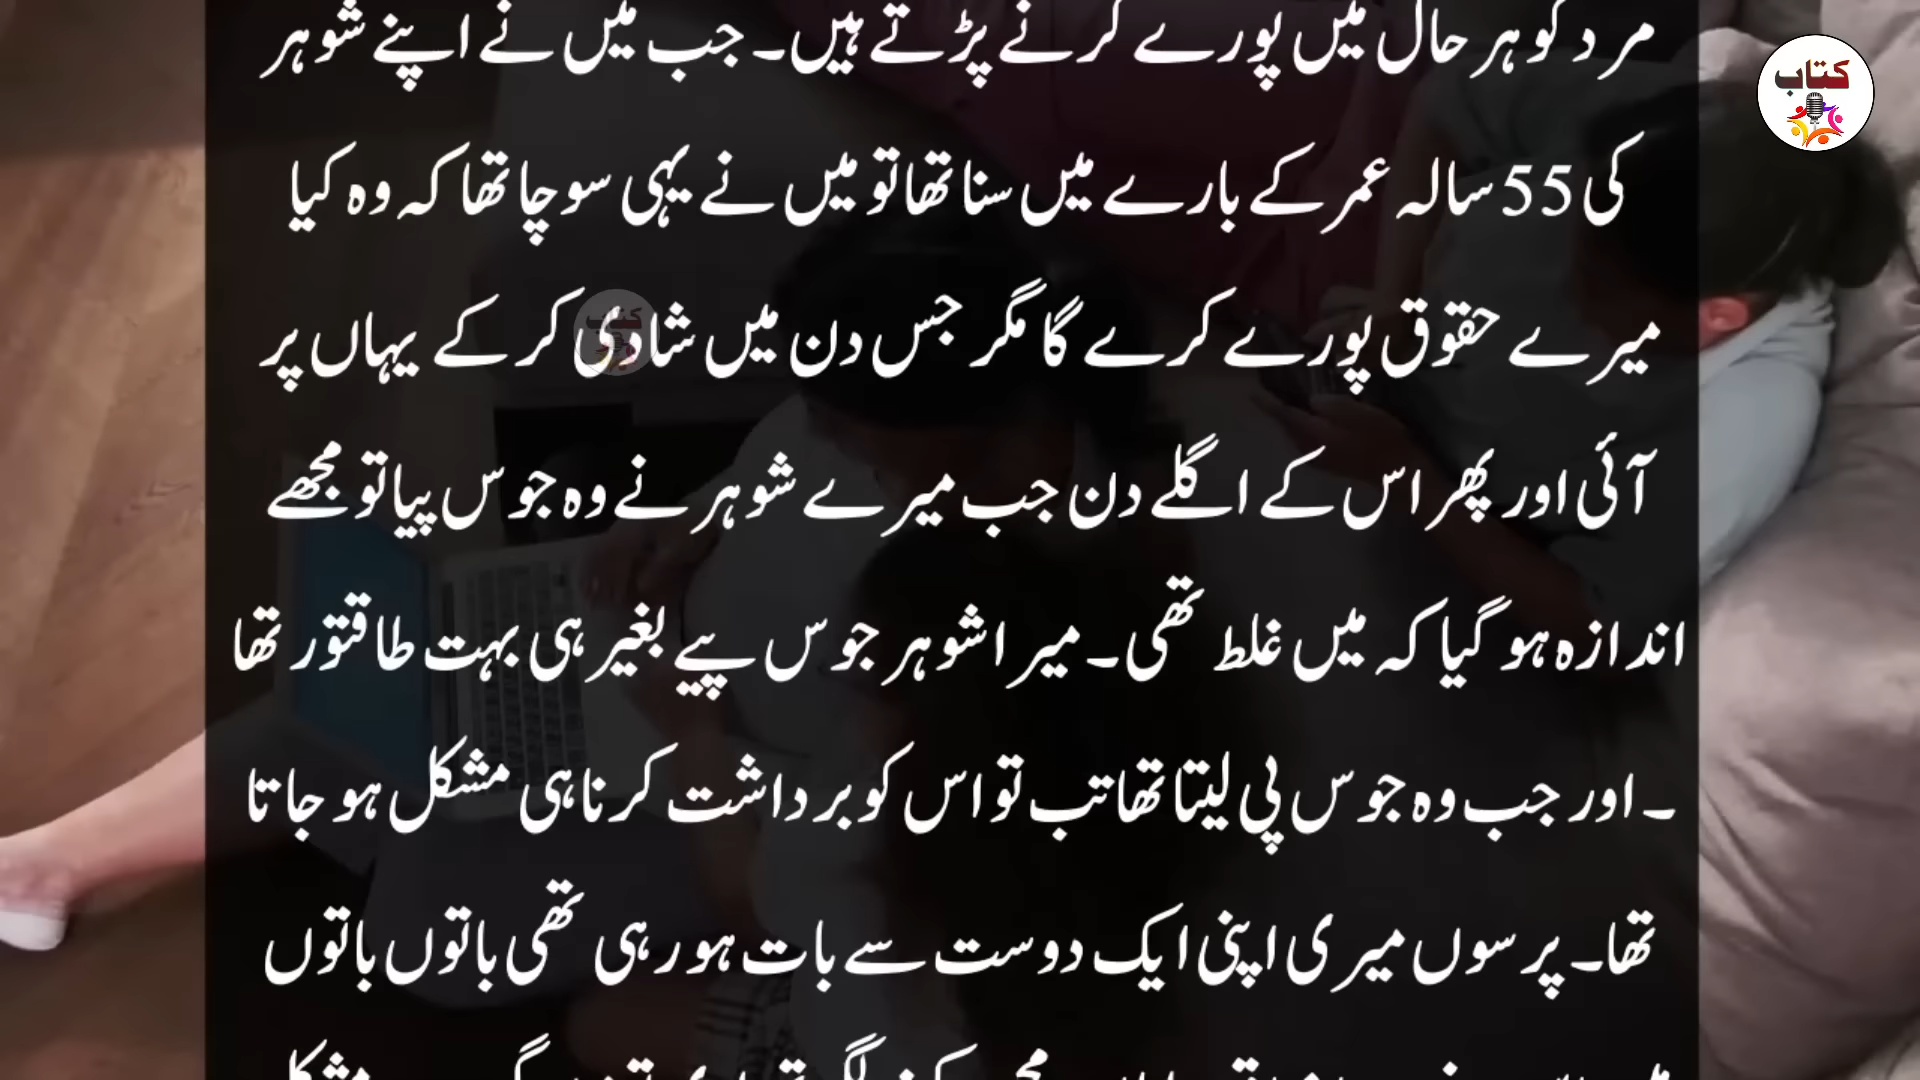 مرد کو ہر حال میں پورے کرنے پڑتے ہیں۔ جب میں نے اپنے شوہر
کتاب
کی 55 سالہ عمر کے بارے میں سنا تھا تو میں نے یہی سوچا تھا کہ وہ کیا
میرے حقوق پورے کرے گا مگر جس دن میں شادی کر کے یہاں پر
کتاب
آئی اور پھر اس کے اگلے دن جب میرے شوہر نے وہ جوس پیا تو مجھے
اندازہ ہو گیا کہ میں غلط تھی۔ میرا شوہر جوس پیے بغیر ہی بہت طاقتور تھا
۔ اور جب وہ جوس پی لیتا تھا تب تو اس کو برداشت کرنا ہی مشکل ہو جاتا
تھا۔ پرسوں میری اپنی ایک دوست سے بات ہو رہی تھی باتوں باتوں